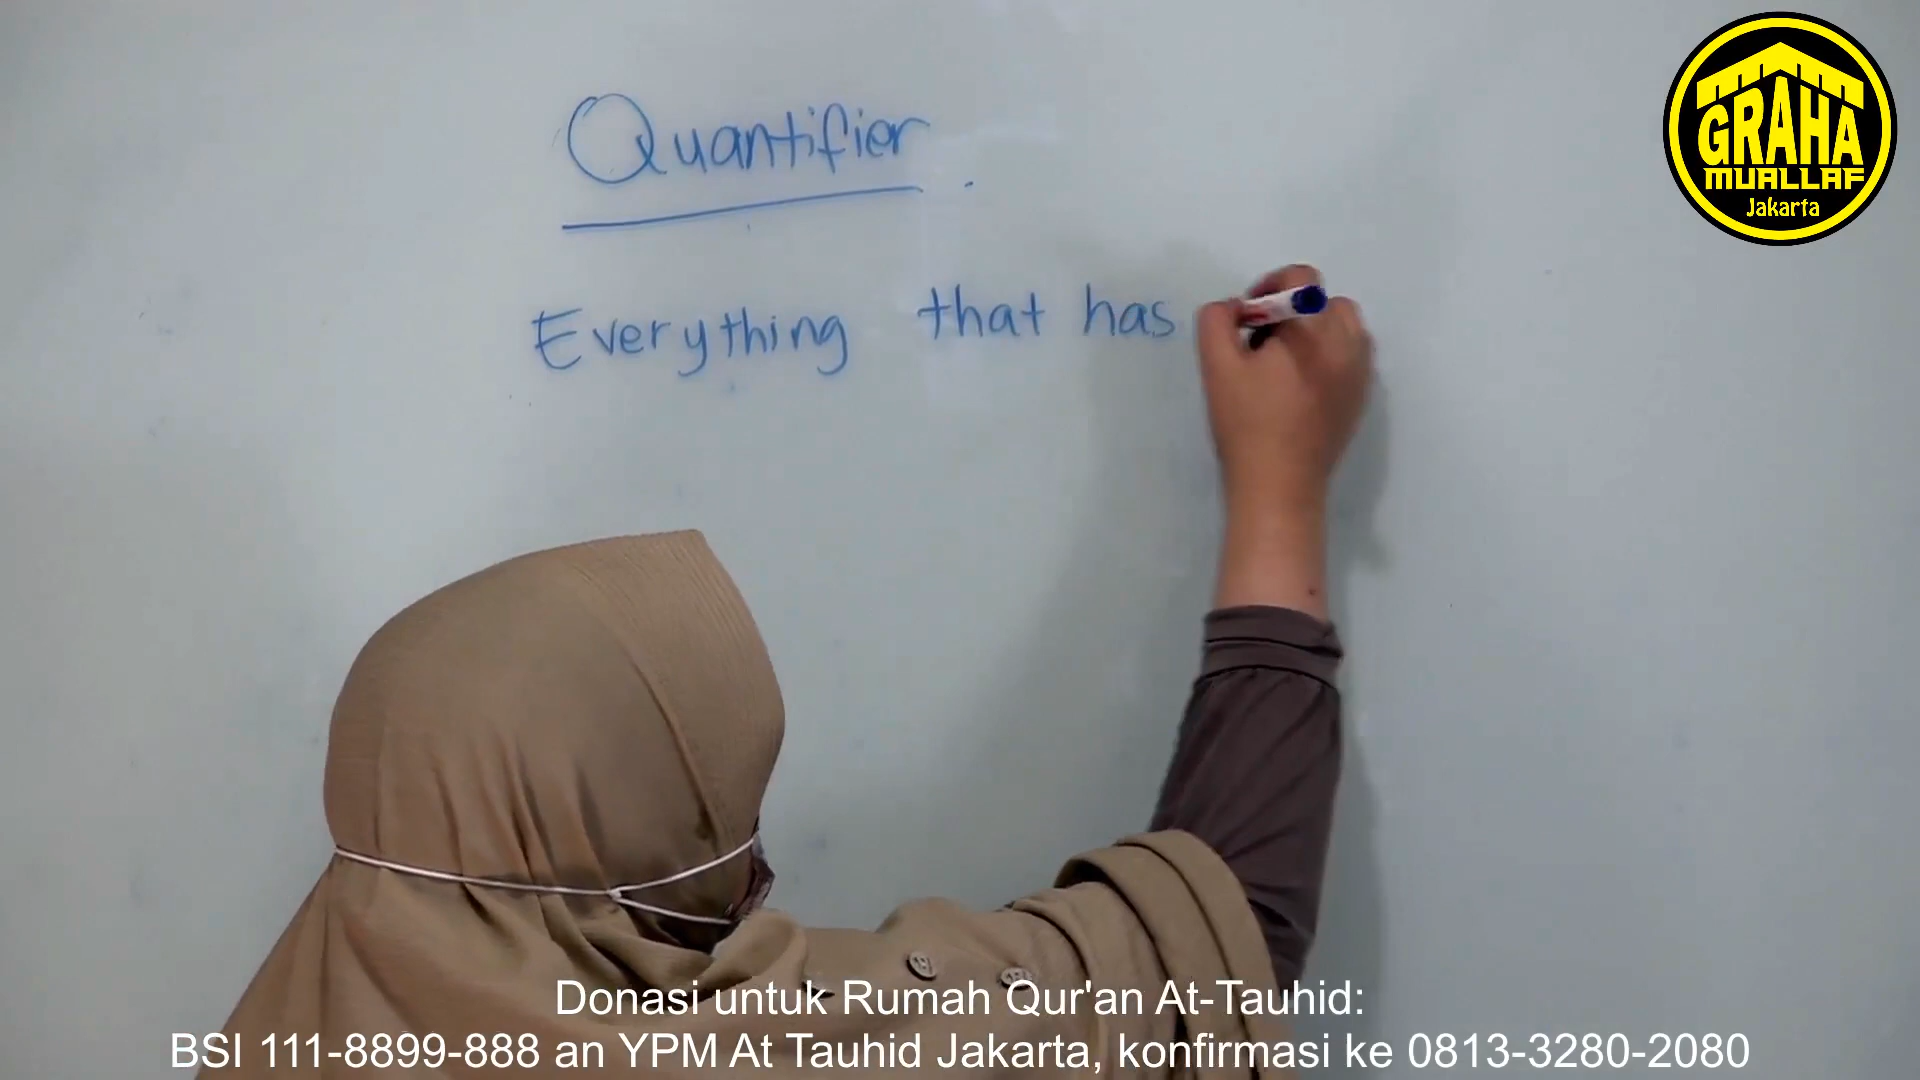 Quantifier
Everything that has
GRAHA
MUALLAF
Jakarta
Donasi untuk Rumah Qur'an At-Tauhid:
BSI 111-8899-888 an YPM At Tauhid Jakarta, konfirmasi ke 0813-3280-2080